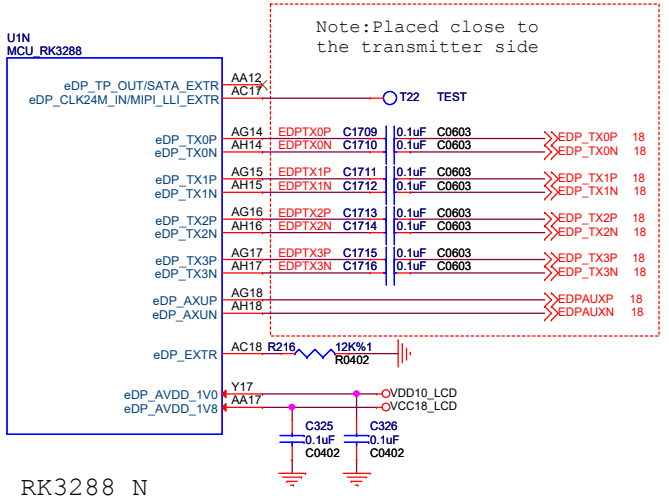 Note:Placed close to
the transmitter side
U1N
MCU_RK3288
eDP_TP_OUT/SATA_EXTR AA12
eDP_CLK24M_IN/MIPI_LLI_EXTR AC17 T22 TEST
eDP_TX0P AG14 EDPTX0P C1709 0.1uF C0603 EDP_TX0P 18
eDP_TX0N AH14 EDPTX0N C1710 0.1uF C0603 EDP_TX0N 18
eDP_TX1P AG15 EDPTX1P C1711 0.1uF C0603 EDP_TX1P 18
eDP_TX1N AH15 EDPTX1N C1712 0.1uF C0603 EDP_TX1N 18
eDP_TX2P AG16 EDPTX2P C1713 0.1uF C0603 EDP_TX2P 18
eDP_TX2N AH16 EDPTX2N C1714 0.1uF C0603 EDP_TX2N 18
eDP_TX3P AG17 EDPTX3P C1715 0.1uF C0603 EDP_TX3P 18
eDP_TX3N AH17 EDPTX3N C1716 0.1uF C0603 EDP_TX3N 18
eDP_AXUP AG18 EDPAUXP 18
eDP_AXUN AH18 EDPAUXN 18
eDP_EXTR AC18 R216 12K%1
R0402
eDP_AVDD_1V0 Y17 VDD10_LCD
eDP_AVDD_1V8 AA17 VCC18_LCD
C325 C326
0.1uF 0.1uF
C0402 C0402
RK3288 N